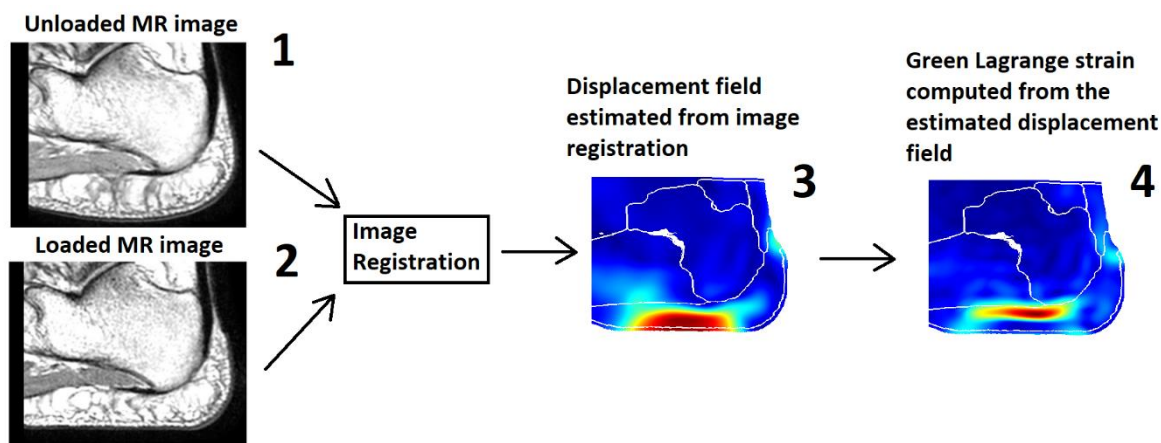 Unloaded MR image
1
Loaded MR image
2
Image
Registration
Displacement field
estimated from image
registration
3
Green Lagrange strain
computed from the
estimated displacement
field
4